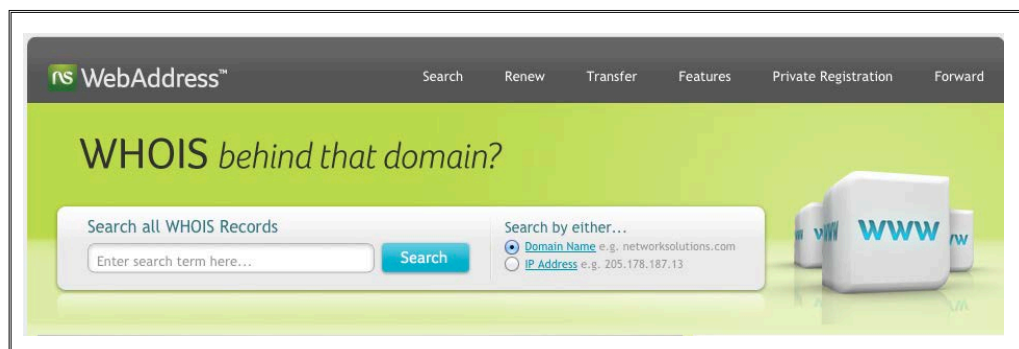 ns WebAddress™ Search Renew Transfer Features Private Registration Forward
WHOIS behind that domain?
Search all WHOIS Records
Enter search term here...
Search
Search by either...
Domain Name e.g. networksolutions.com
IP Address e.g. 205.178.187.13
www